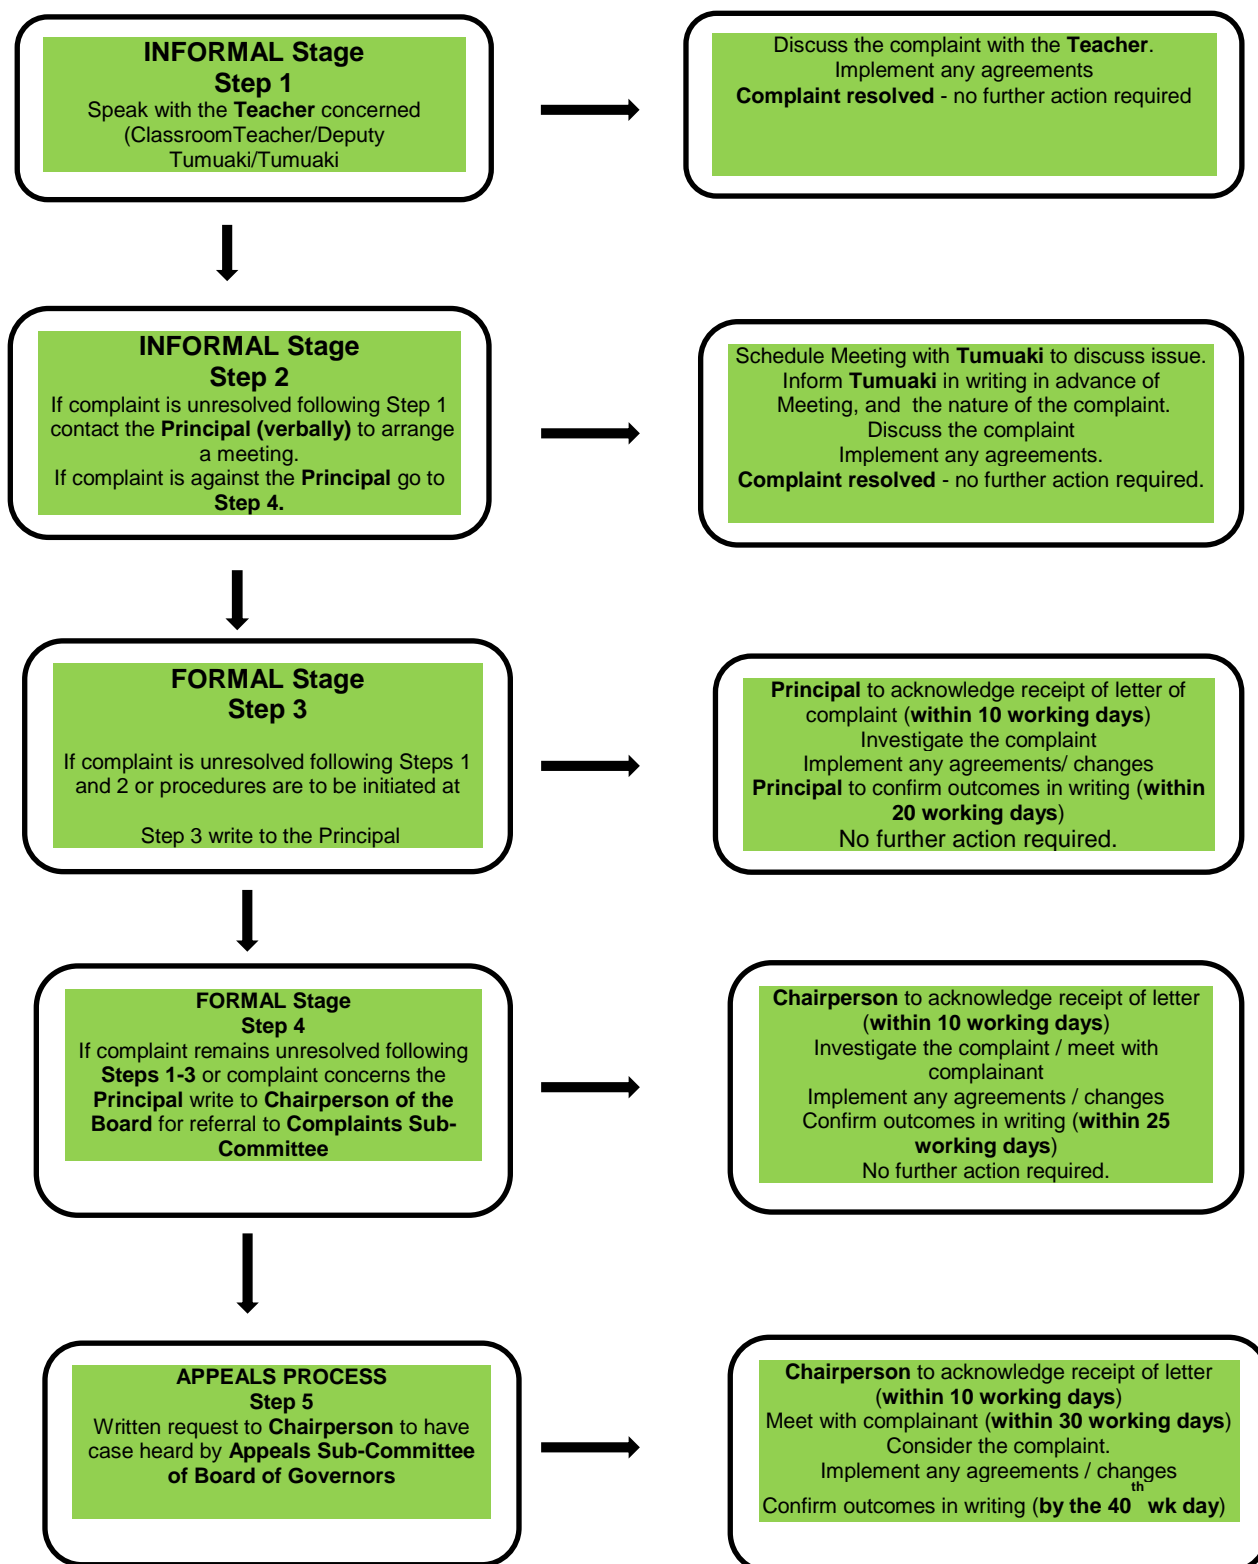 INFORMAL Stage
Step 1
Speak with the Teacher concerned
(ClassroomTeacher/Deputy
Tumuaki/Tumuaki
Discuss the complaint with the Teacher.
Implement any agreements
Complaint resolved - no further action required
INFORMAL Stage
Step 2
If complaint is unresolved following Step 1
contact the Principal (verbally) to arrange
a meeting.
If complaint is against the Principal go to
Step 4.
Schedule Meeting with Tumuaki to discuss issue.
Inform Tumuaki in writing in advance of
Meeting, and the nature of the complaint.
Discuss the complaint
Implement any agreements.
Complaint resolved - no further action required.
FORMAL Stage
Step 3
If complaint is unresolved following Steps 1
and 2 or procedures are to be initiated at
Step 3 write to the Principal
Principal to acknowledge receipt of letter of
complaint (within 10 working days)
Investigate the complaint
Implement any agreements/ changes
Principal to confirm outcomes in writing (within
20 working days)
No further action required.
FORMAL Stage
Step 4
If complaint remains unresolved following
Steps 1-3 or complaint concerns the
Principal write to Chairperson of the
Board for referral to Complaints Sub-
Committee
Chairperson to acknowledge receipt of letter
(within 10 working days)
Investigate the complaint / meet with
complainant
Implement any agreements / changes
Confirm outcomes in writing (within 25
working days)
No further action required.
APPEALS PROCESS
Step 5
Written request to Chairperson to have
case heard by Appeals Sub-Committee
of Board of Governors
Chairperson to acknowledge receipt of letter
(within 10 working days)
Meet with complainant (within 30 working days)
Consider the complaint.
Implement any agreements / changes
Confirm outcomes in writing (by the 40th wk day)